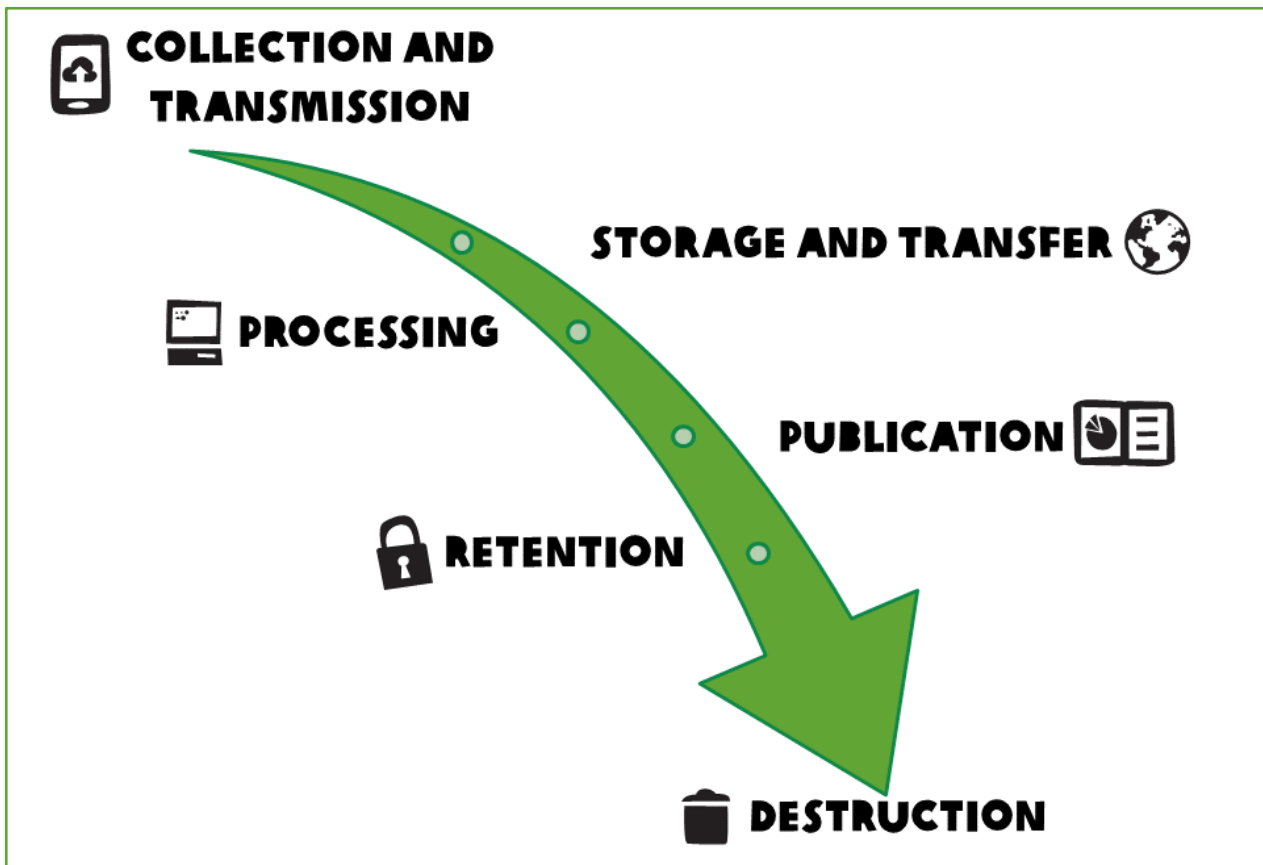 COLLECTION AND
TRANSMISSION
STORAGE AND TRANSFER
PROCESSING
PUBLICATION
RETENTION
DESTRUCTION